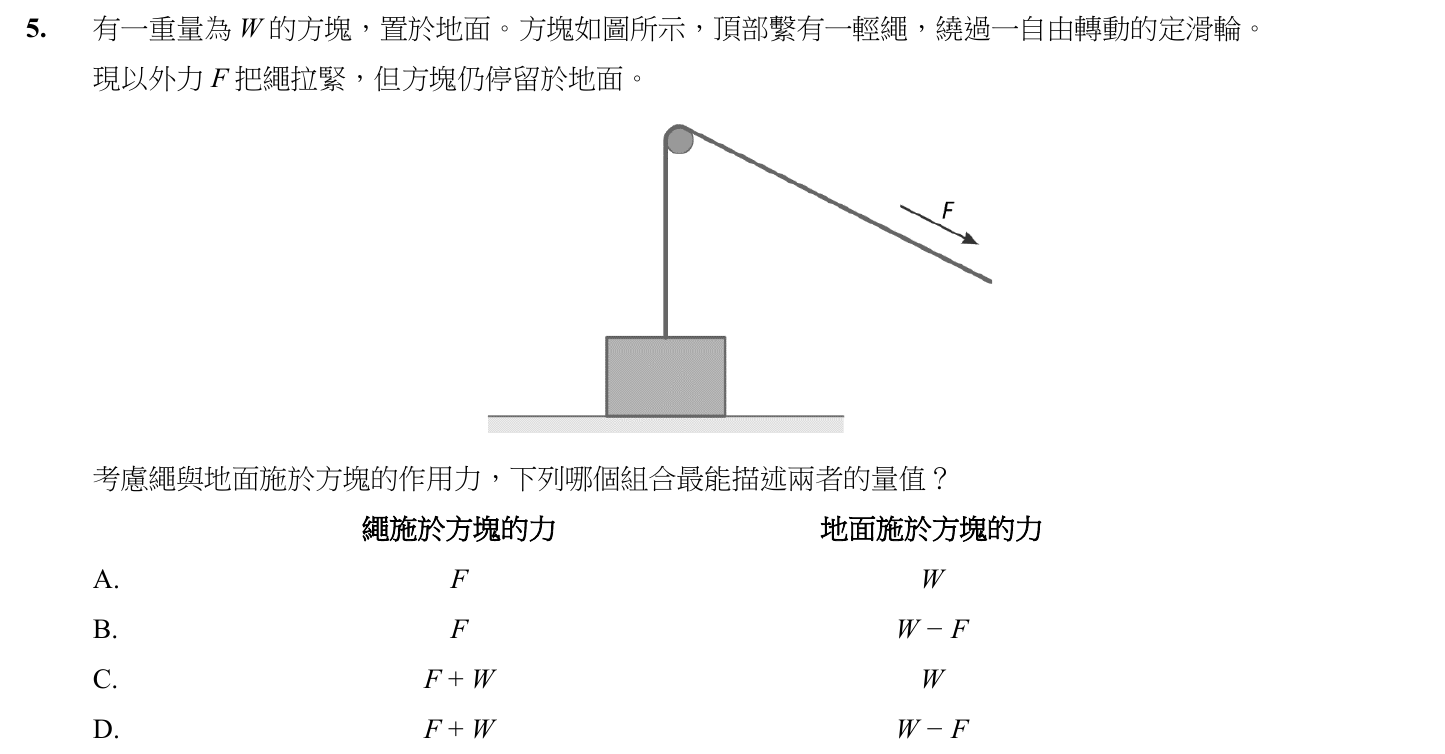 5. 有一重量為 W 的方塊，置於地面。方塊如圖所示，頂部繫有一輕繩，繞過一自由轉動的定滑輪。
現以外力 F 把繩拉緊，但方塊仍停留於地面。
F
考慮繩與地面施於方塊的作用力，下列哪個組合最能描述兩者的量值？
繩施於方塊的力 地面施於方塊的力
A. F W
B. F W − F
C. F + W W
D. F + W W − F